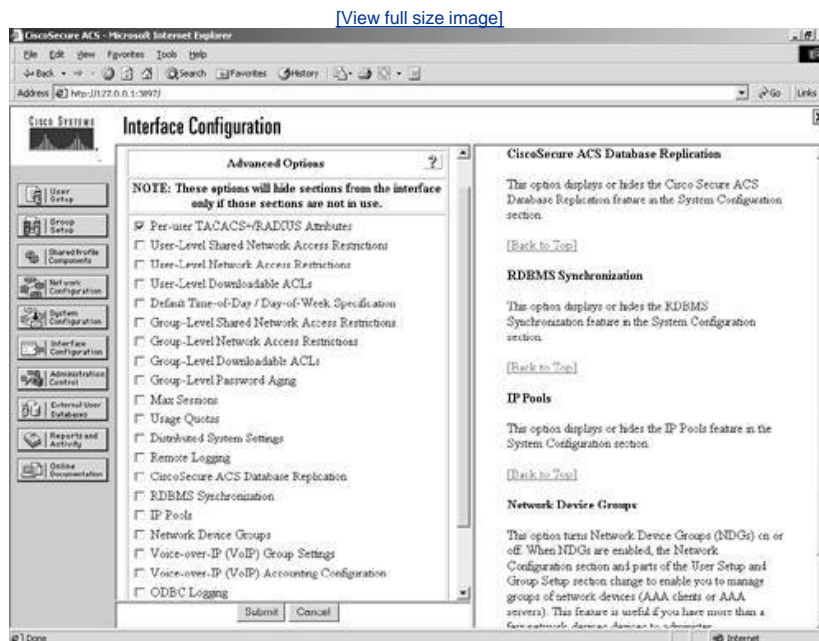 [View full size image]
CiscoSecure ACS - Microsoft Internet Explorer
File Edit View Favorites Tools Help
Back Search Favorites History
Address http://127.0.0.1:3897/ Go Links
CISCO SYSTEMS
Interface Configuration
User Setup
Group Setup
Shared Profile Components
Network Configuration
System Configuration
Interface Configuration
Administration Control
External User Databases
Reports and Activity
Online Documentation
Advanced Options ?
NOTE: These options will hide sections from the interface
only if those sections are not in use.
Per-user TACACS+/RADIUS Attributes
User-Level Shared Network Access Restrictions
User-Level Network Access Restrictions
User-Level Downloadable ACLs
Default Time-of-Day / Day-of-Week Specification
Group-Level Shared Network Access Restrictions
Group-Level Network Access Restrictions
Group-Level Downloadable ACLs
Group-Level Password Aging
Max Sessions
Usage Quotas
Distributed System Settings
Remote Logging
CiscoSecure ACS Database Replication
RDBMS Synchronization
IP Pools
Network Device Groups
Voice-over-IP (VoIP) Group Settings
Voice-over-IP (VoIP) Accounting Configuration
ODBC Logging
Submit Cancel
CiscoSecure ACS Database Replication
This option displays or hides the Cisco Secure ACS
Database Replication feature in the System Configuration
section.
[Back to Top]
RDBMS Synchronization
This option displays or hides the RDBMS
Synchronization feature in the System Configuration
section.
[Back to Top]
IP Pools
This option displays or hides the IP Pools feature in the
System Configuration section.
[Back to Top]
Network Device Groups
This option turns Network Device Groups (NDGs) on or
off. When NDGs are enabled, the Network
Configuration section and parts of the User Setup and
Group Setup section change to enable you to manage
groups of network devices (AAA clients or AAA
servers). This feature is useful if you have more than a
few network devices devices to administer
Done
Internet